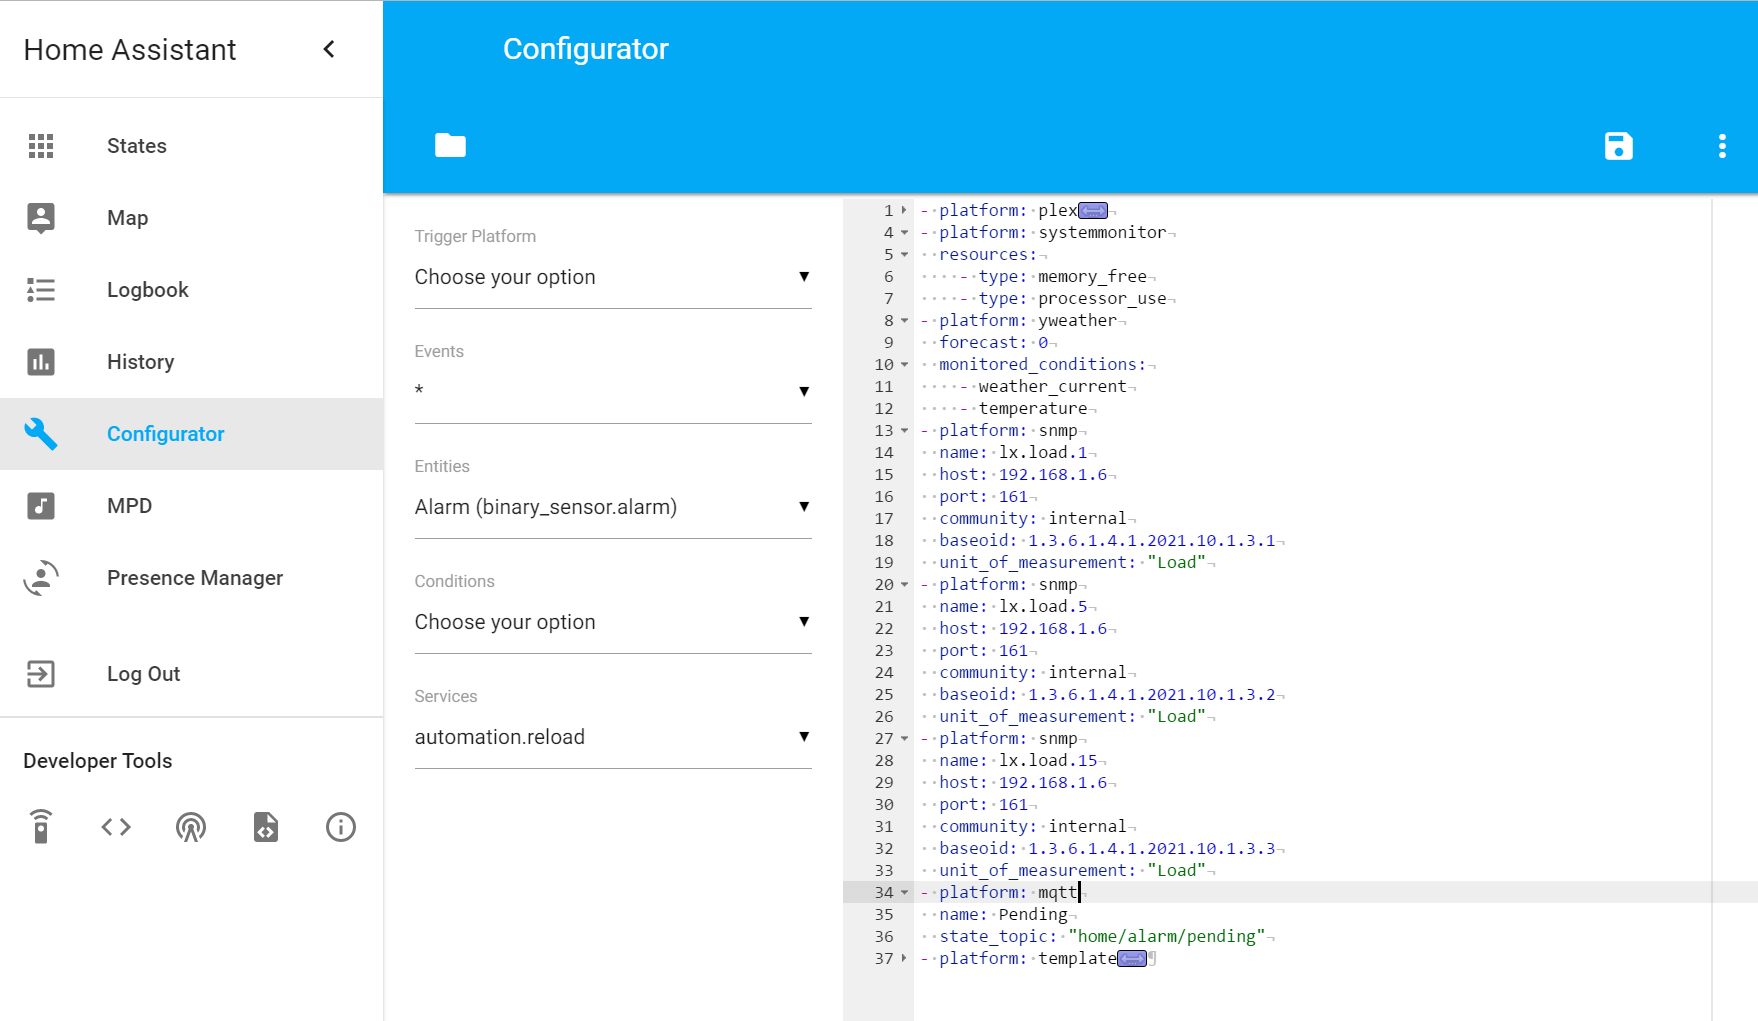 Home Assistant
Configurator
States
Map
Logbook
History
Configurator
MPD
Presence Manager
Log Out
Developer Tools
Trigger Platform
Choose your option
Events
*
Entities
Alarm (binary_sensor.alarm)
Conditions
Choose your option
Services
automation.reload
1 - platform: plex
4 - platform: systemmonitor
5   resources:
6     - type: memory_free
7     - type: processor_use
8 - platform: yweather
9   forecast: 0
10   monitored_conditions:
11     - weather_current
12     - temperature
13 - platform: snmp
14   name: lx.load.1
15   host: 192.168.1.6
16   port: 161
17   community: internal
18   baseoid: 1.3.6.1.4.1.2021.10.1.3.1
19   unit_of_measurement: "Load"
20 - platform: snmp
21   name: lx.load.5
22   host: 192.168.1.6
23   port: 161
24   community: internal
25   baseoid: 1.3.6.1.4.1.2021.10.1.3.2
26   unit_of_measurement: "Load"
27 - platform: snmp
28   name: lx.load.15
29   host: 192.168.1.6
30   port: 161
31   community: internal
32   baseoid: 1.3.6.1.4.1.2021.10.1.3.3
33   unit_of_measurement: "Load"
34 - platform: mqtt
35   name: Pending
36   state_topic: "home/alarm/pending"
37 - platform: template